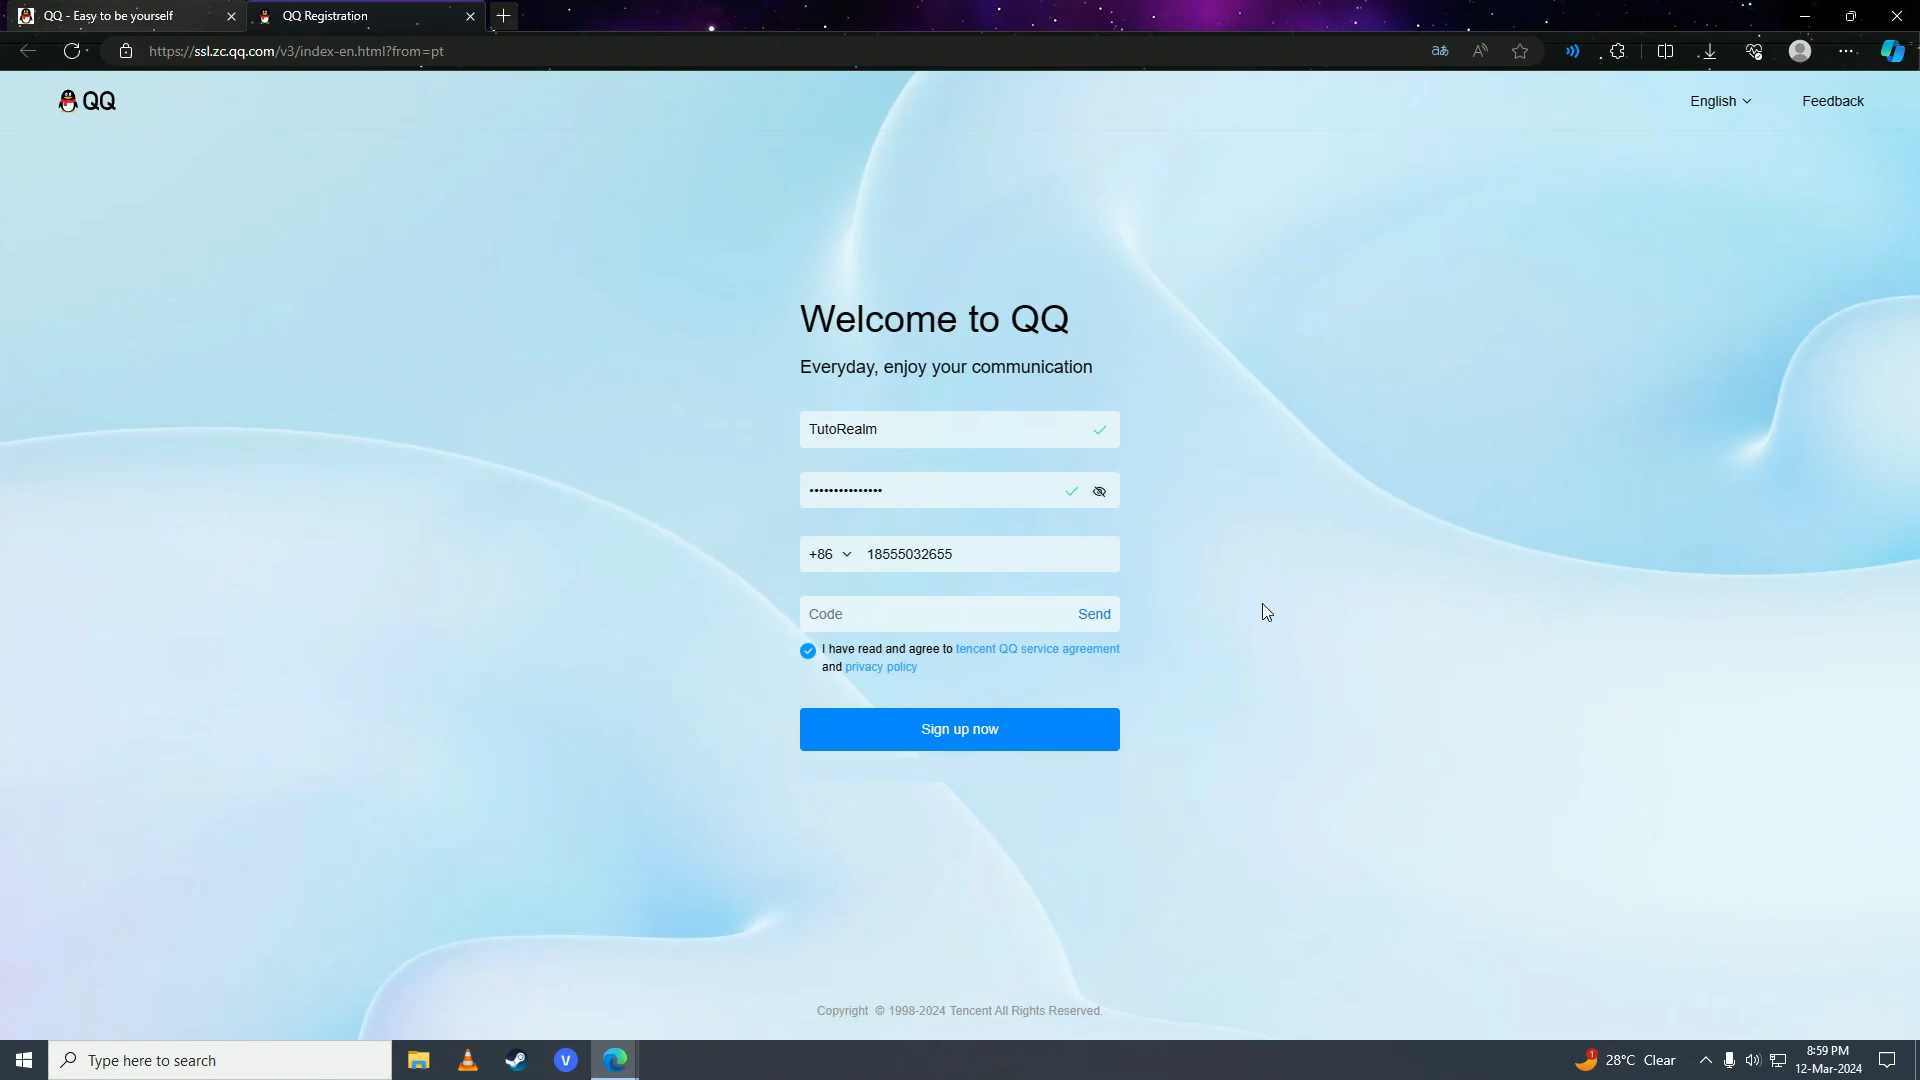 QQ - Easy to be yourself
QQ Registration
https://ssl.zc.qq.com/v3/index-en.html?from=pt
QQ
English
Feedback
Welcome to QQ
Everyday, enjoy your communication
TutoRealm
•••••••••••••••
+86 18555032655
Code Send
I have read and agree to tencent QQ service agreement
and privacy policy
Sign up now
Copyright © 1998-2024 Tencent All Rights Reserved.
Type here to search
V
1
28°C Clear
8:59 PM
12-Mar-2024